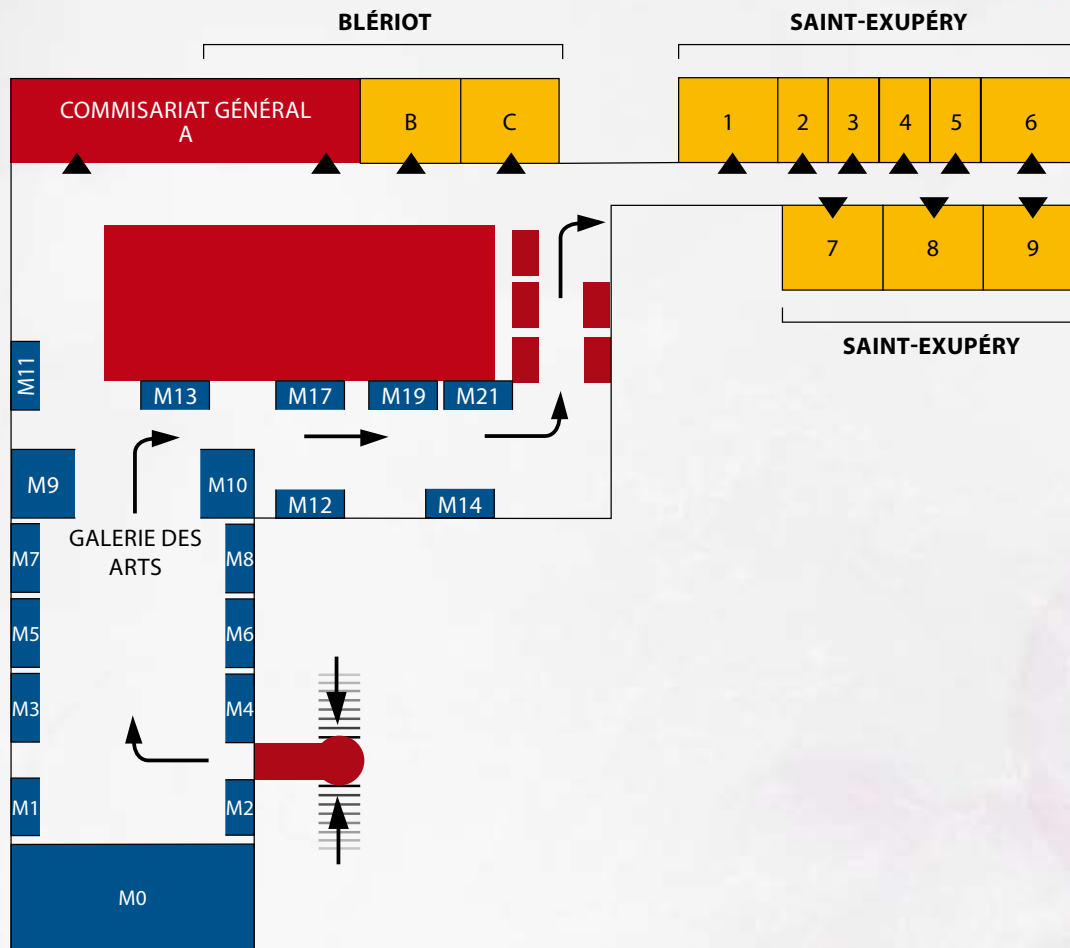 BLÉRIOT
SAINT-EXUPÉRY
COMMISARIAT GÉNÉRAL
A
B
C
1
2
3
4
5
6
7
8
9
SAINT-EXUPÉRY
M11
M13
M17
M19
M21
M9
M10
M12
M14
GALERIE DES
ARTS
M7
M8
M5
M6
M3
M4
M1
M2
M0